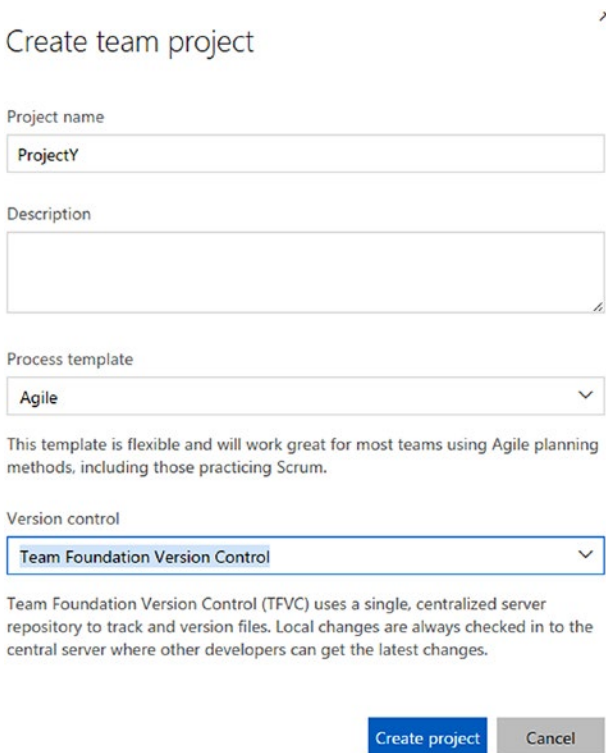 Create team project
Project name
ProjectY
Description
Process template
Agile
This template is flexible and will work great for most teams using Agile planning
methods, including those practicing Scrum.
Version control
Team Foundation Version Control
Team Foundation Version Control (TFVC) uses a single, centralized server
repository to track and version files. Local changes are always checked in to the
central server where other developers can get the latest changes.
Create project
Cancel